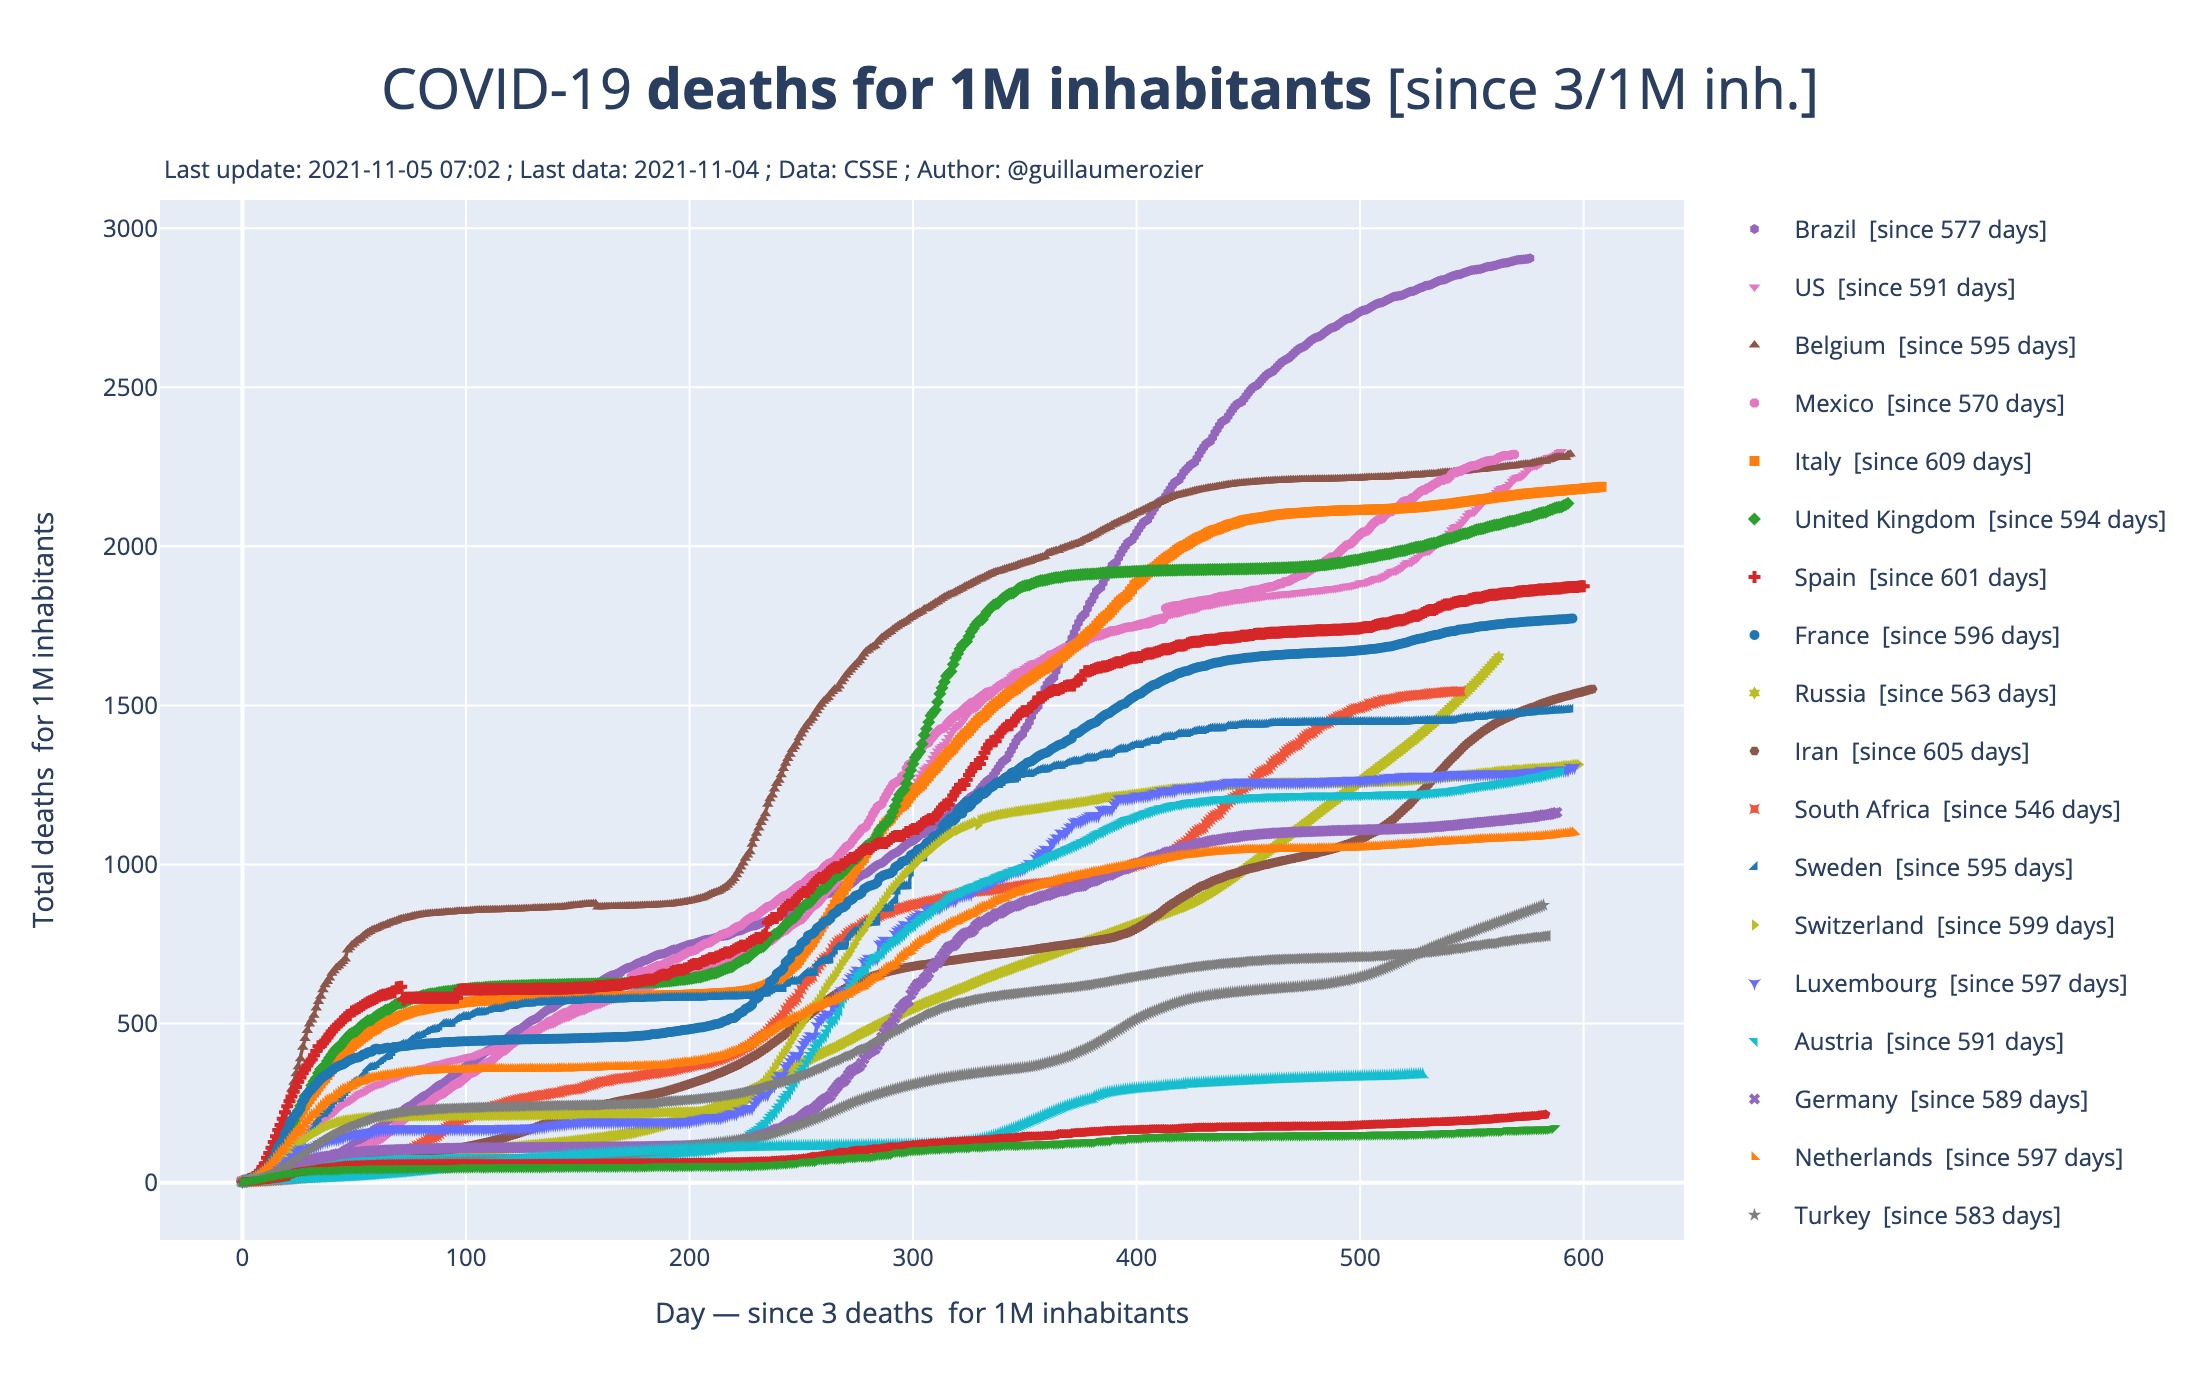 COVID-19 deaths for 1M inhabitants [since 3/1M inh.]
Last update: 2021-11-05 07:02 ; Last data: 2021-11-04 ; Data: CSSE ; Author: @guillaumerozier
Total deaths for 1M inhabitants
3000
2500
2000
1500
1000
500
0
0 100 200 300 400 500 600
Day — since 3 deaths for 1M inhabitants
Brazil [since 577 days]
US [since 591 days]
Belgium [since 595 days]
Mexico [since 570 days]
Italy [since 609 days]
United Kingdom [since 594 days]
Spain [since 601 days]
France [since 596 days]
Russia [since 563 days]
Iran [since 605 days]
South Africa [since 546 days]
Sweden [since 595 days]
Switzerland [since 599 days]
Luxembourg [since 597 days]
Austria [since 591 days]
Germany [since 589 days]
Netherlands [since 597 days]
Turkey [since 583 days]